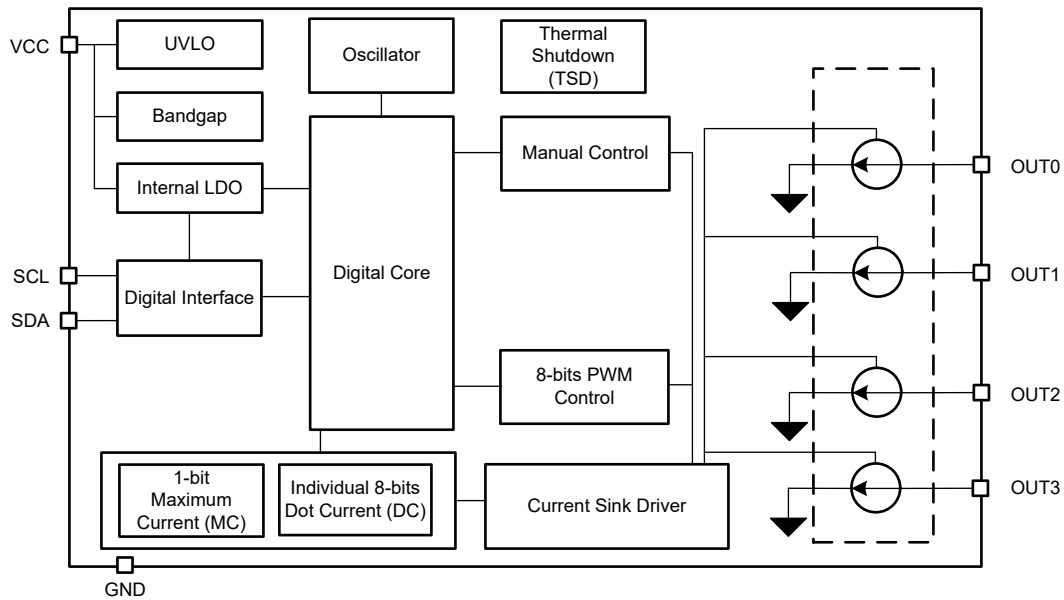 VCC
UVLO
Oscillator
Thermal
Shutdown
(TSD)
Bandgap
Internal LDO
Manual Control
OUT0
SCL
SDA
Digital Interface
Digital Core
OUT1
8-bits PWM
Control
OUT2
1-bit
Maximum
Current (MC)
Individual 8-bits
Dot Current (DC)
Current Sink Driver
OUT3
GND